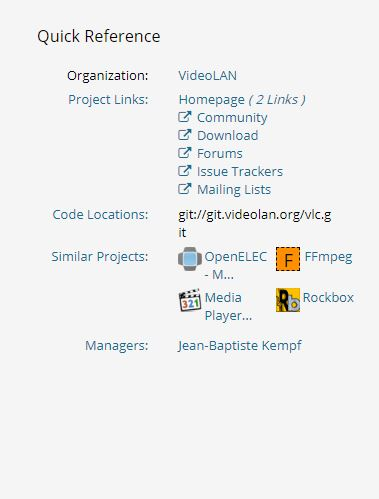 Quick Reference
Organization: VideoLAN
Project Links: Homepage ( 2 Links )
Community
Download
Forums
Issue Trackers
Mailing Lists
Code Locations: git://git.videolan.org/vlc.g
it
Similar Projects: OpenELEC F FFmpeg
- M...
321 Media R Rockbox
Player...
Managers: Jean-Baptiste Kempf